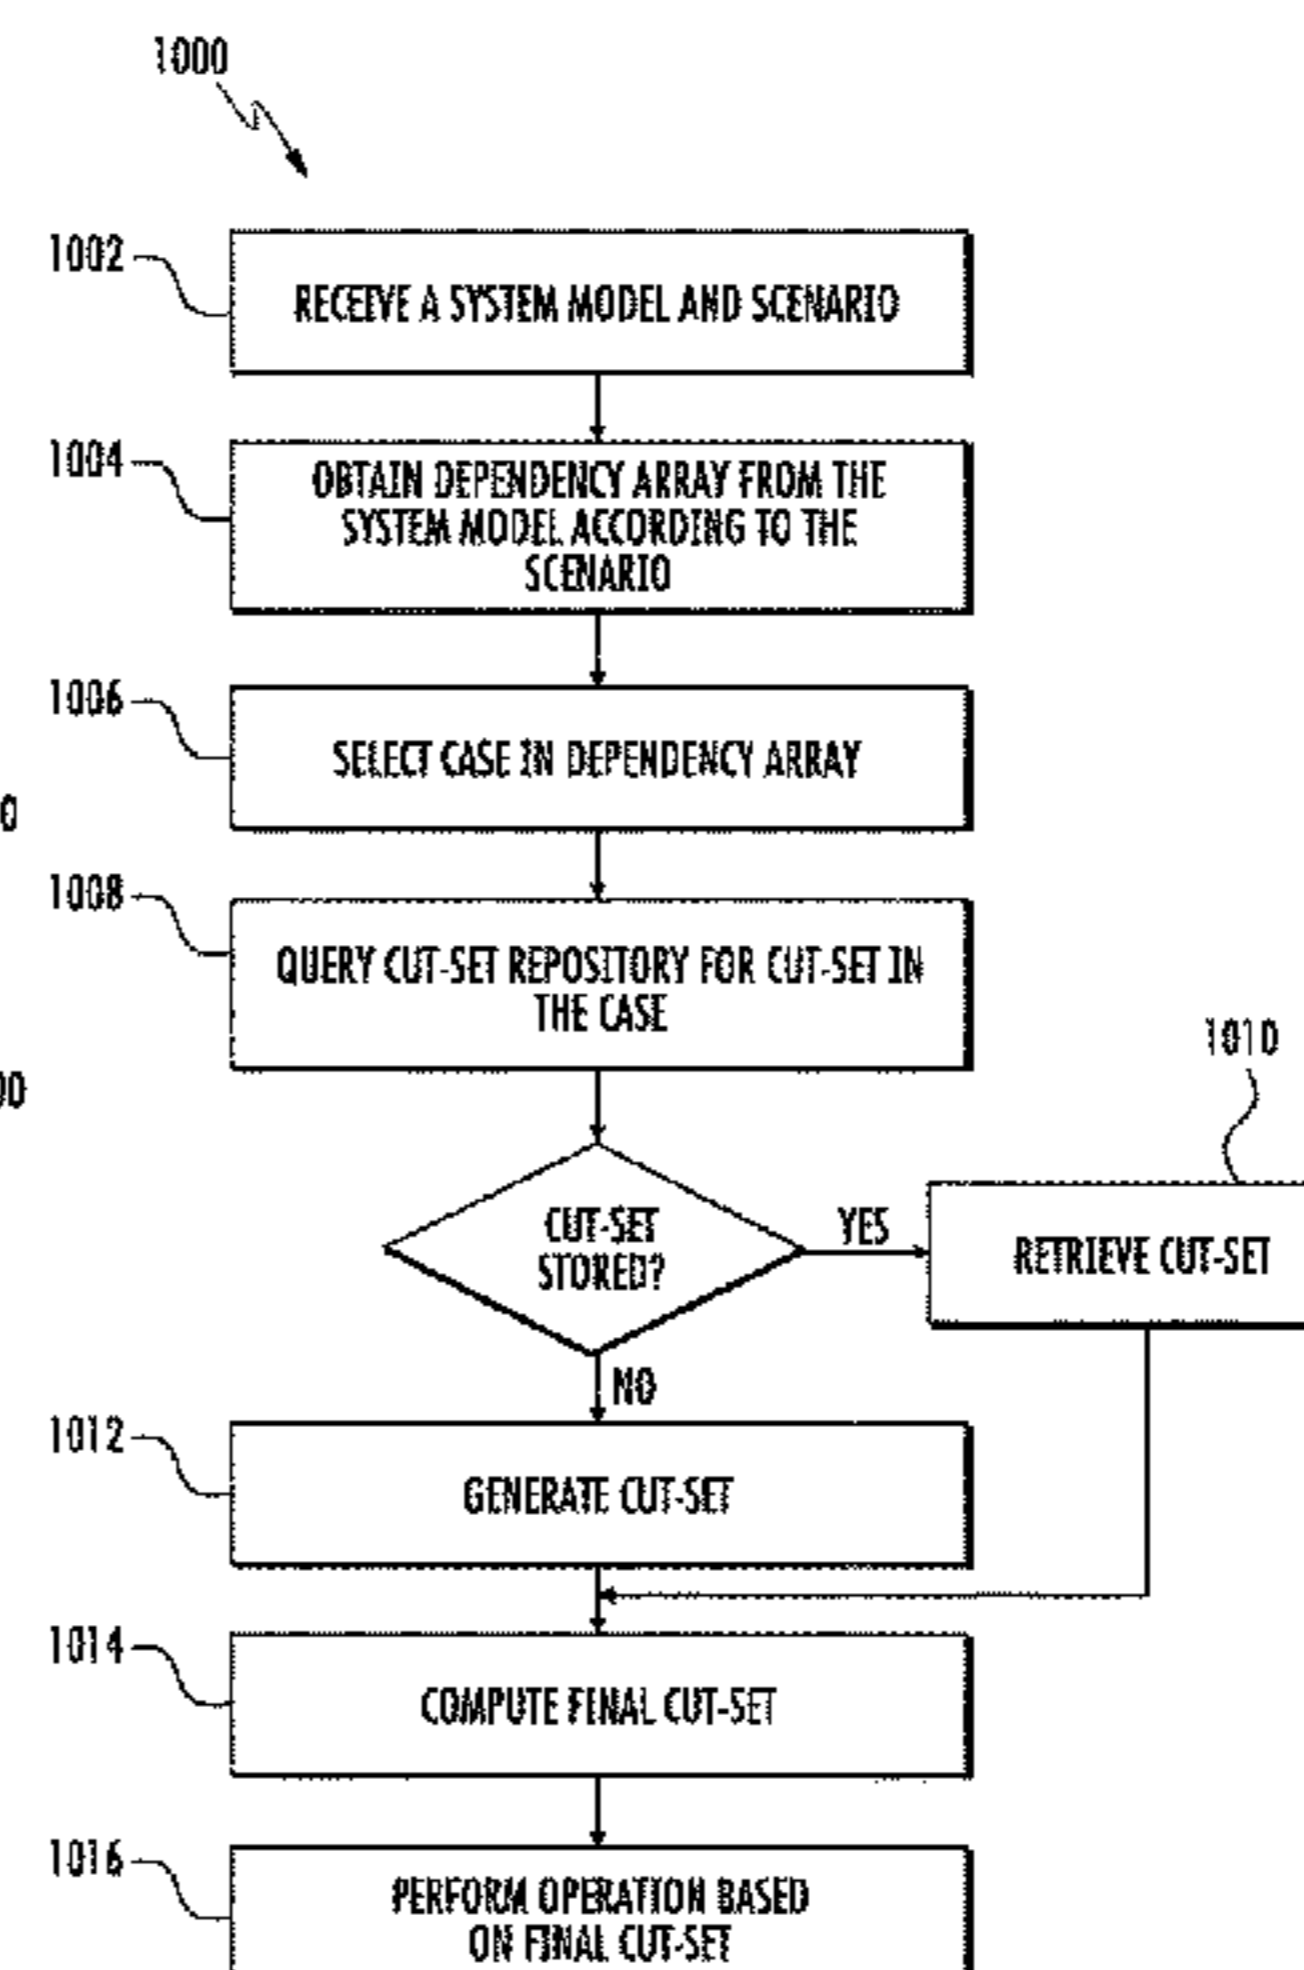 1000
1002
RECEIVE A SYSTEM MODEL AND SCENARIO
1004
OBTAIN DEPENDENCY ARRAY FROM THE
SYSTEM MODEL ACCORDING TO THE
SCENARIO
1006
SELECT CASE IN DEPENDENCY ARRAY
0
1008
QUERY CUT-SET REPOSITORY FOR CUT-SET IN
THE CASE
1010
00
CUT-SET
STORED?
YES
RETRIEVE CUT-SET
NO
1012
GENERATE CUT-SET
1014
COMPUTE FINAL CUT-SET
1016
PERFORM OPERATION BASED
ON FINAL CUT-SET